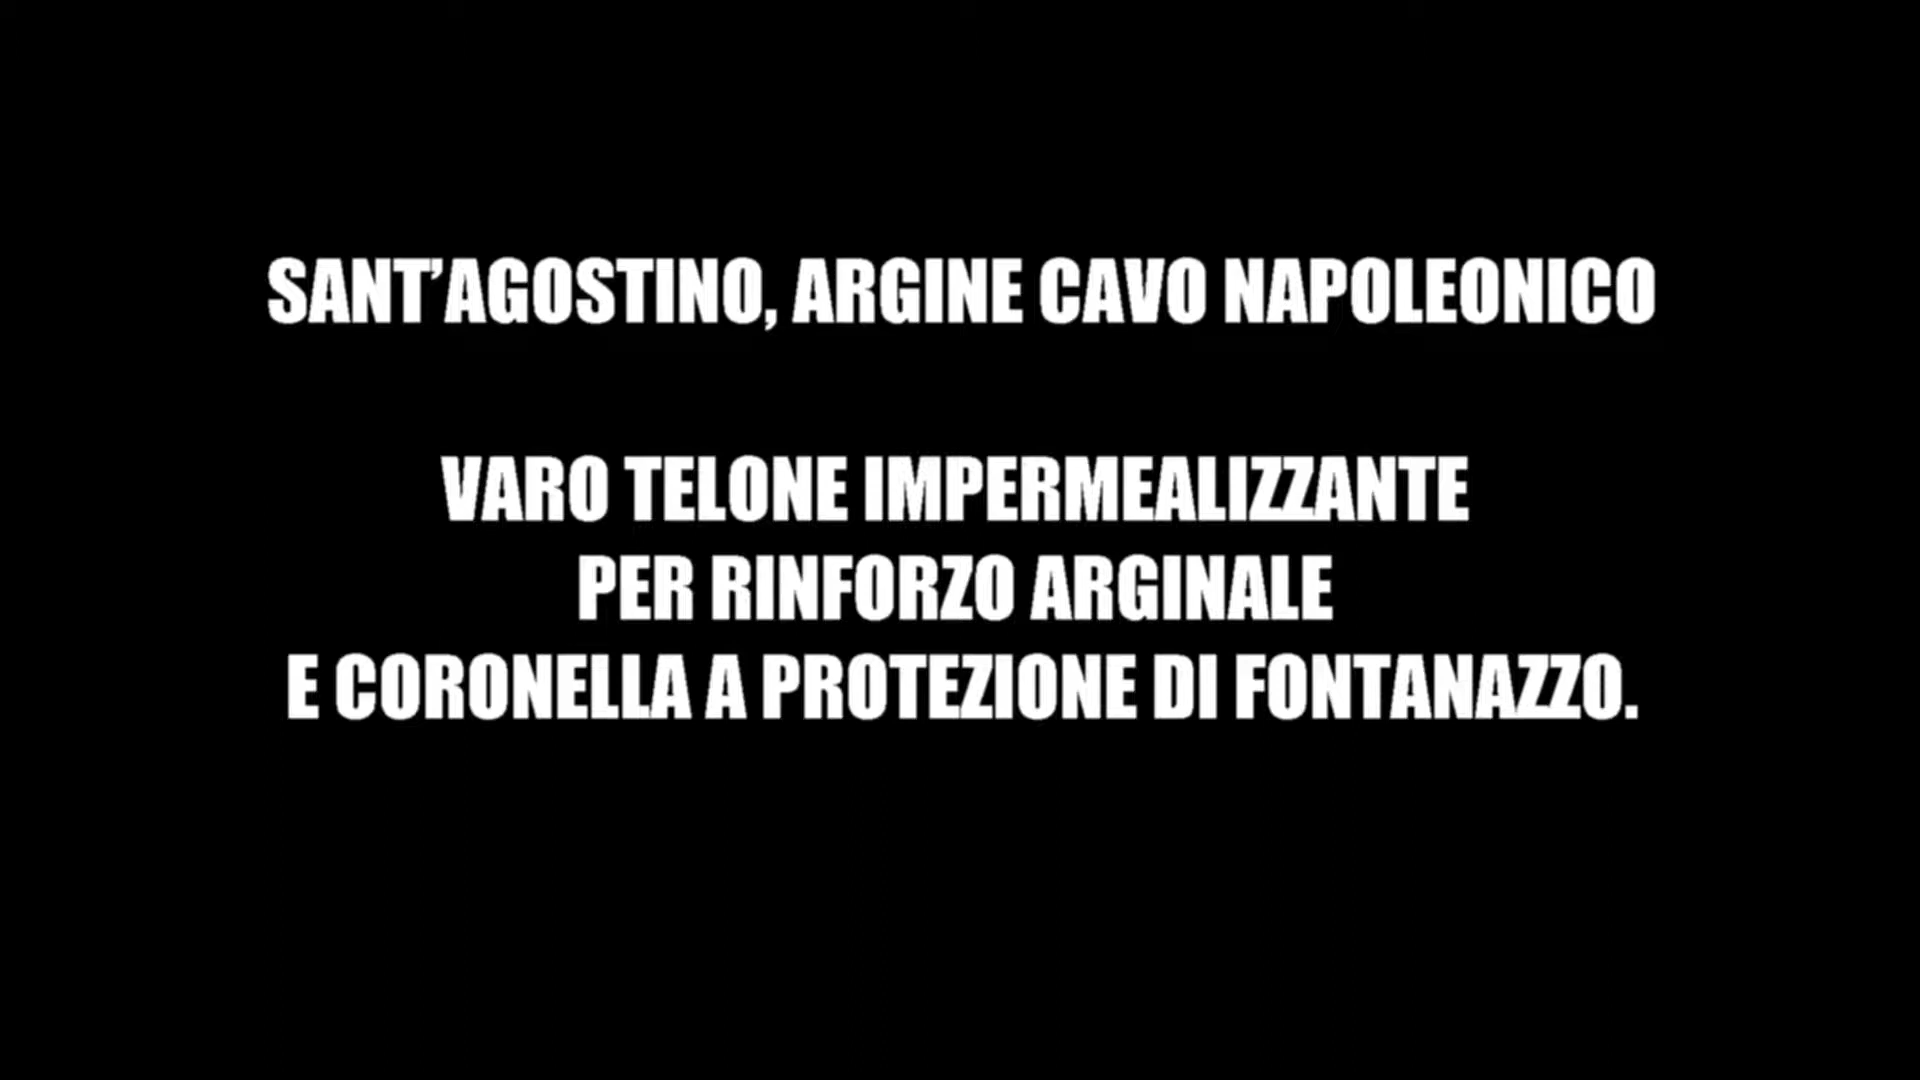 SANT’AGOSTINO, ARGINE CAVO NAPOLEONICO
VARO TELONE IMPERMEALIZZANTE
PER RINFORZO ARGINALE
E CORONELLA A PROTEZIONE DI FONTANAZZO.